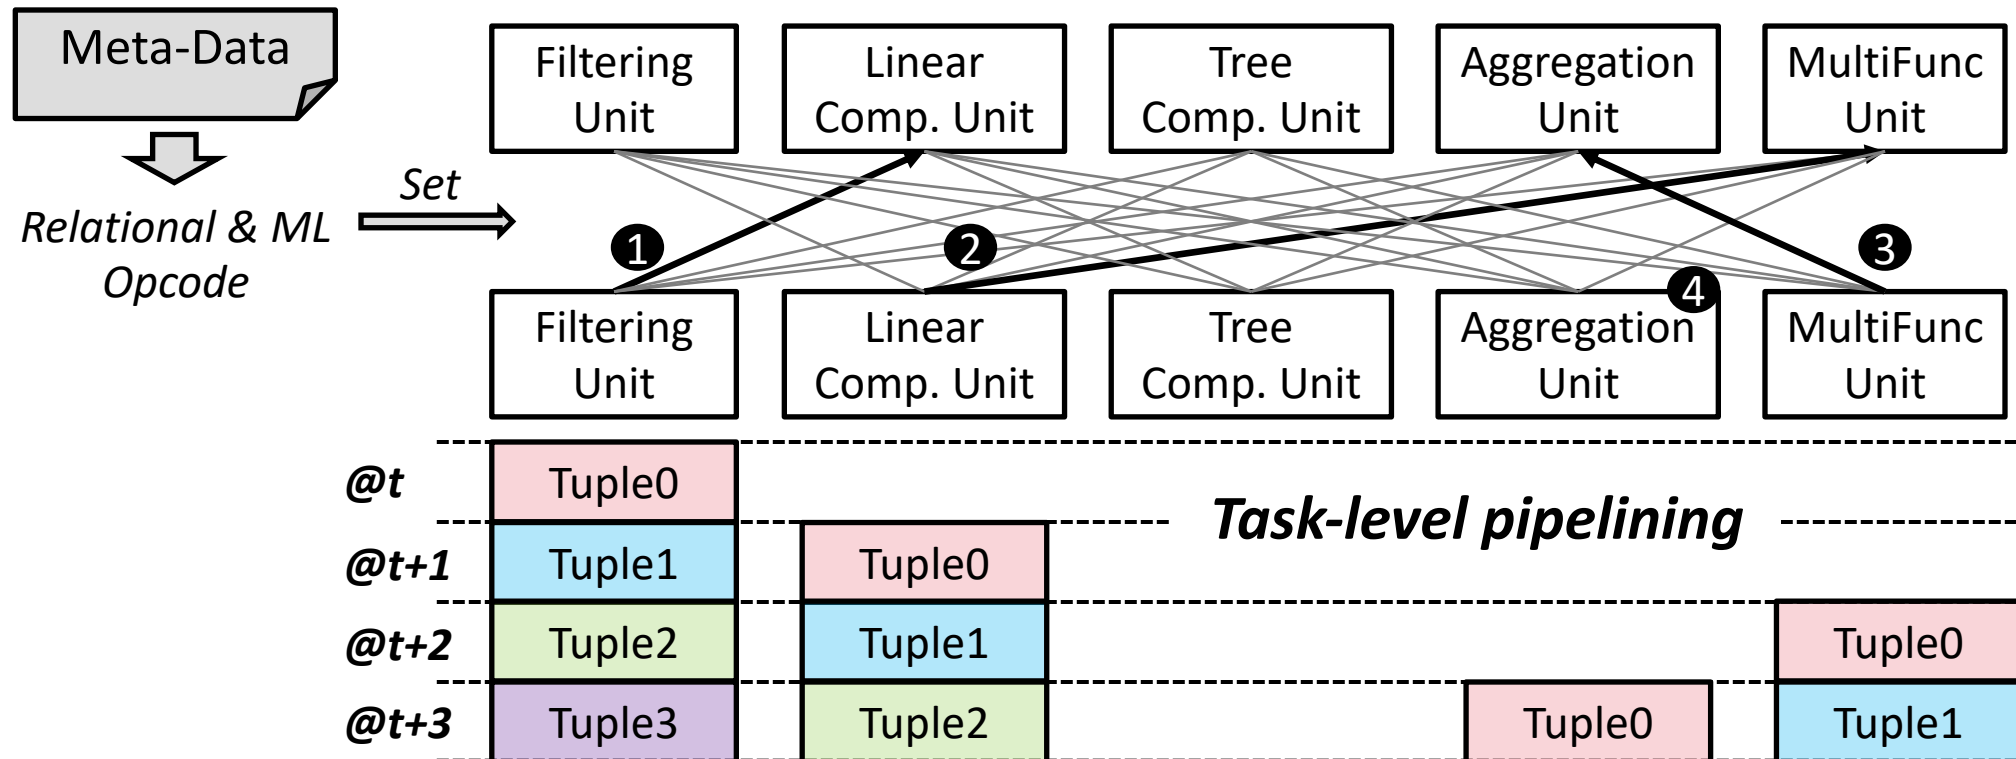 Meta-Data
Relational & ML
Opcode
Set
Filtering
Unit
Linear
Comp. Unit
Tree
Comp. Unit
Aggregation
Unit
MultiFunc
Unit
1
2
3
4
Filtering
Unit
Linear
Comp. Unit
Tree
Comp. Unit
Aggregation
Unit
MultiFunc
Unit
@t
Tuple0
Task-level pipelining
@t+1
Tuple1
Tuple0
@t+2
Tuple2
Tuple1
Tuple0
@t+3
Tuple3
Tuple2
Tuple0
Tuple1